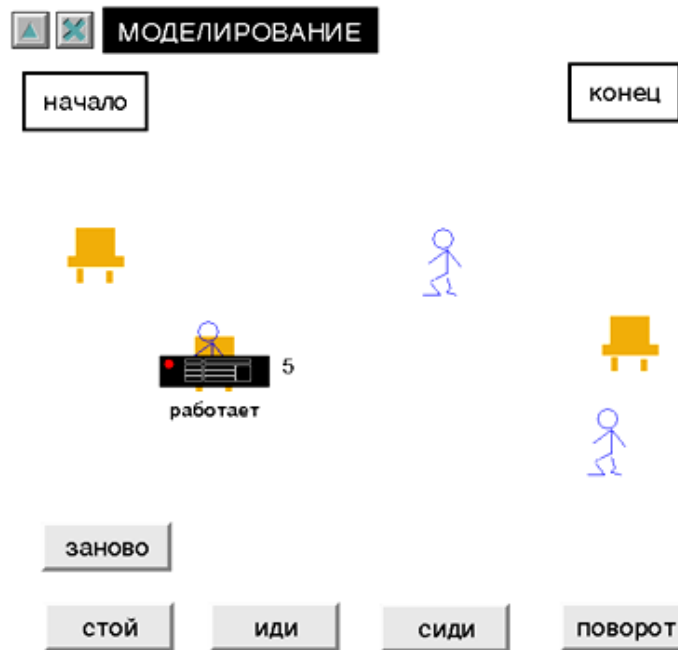 МОДЕЛИРОВАНИЕ
начало
конец
5
работает
заново
стой
иди
сиди
поворот